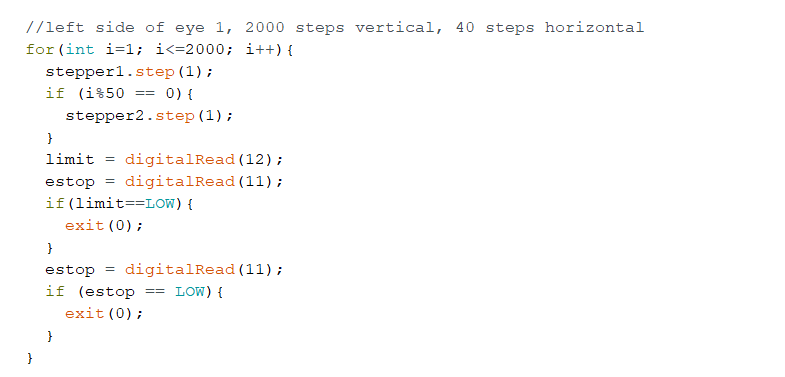 //left side of eye 1, 2000 steps vertical, 40 steps horizontal
for(int i=1; i<=2000; i++){
  stepper1.step(1);
  if (i%50 == 0){
    stepper2.step(1);
  }
  limit = digitalRead(12);
  estop = digitalRead(11);
  if(limit==LOW){
    exit(0);
  }
  estop = digitalRead(11);
  if (estop == LOW){
    exit(0);
  }
}